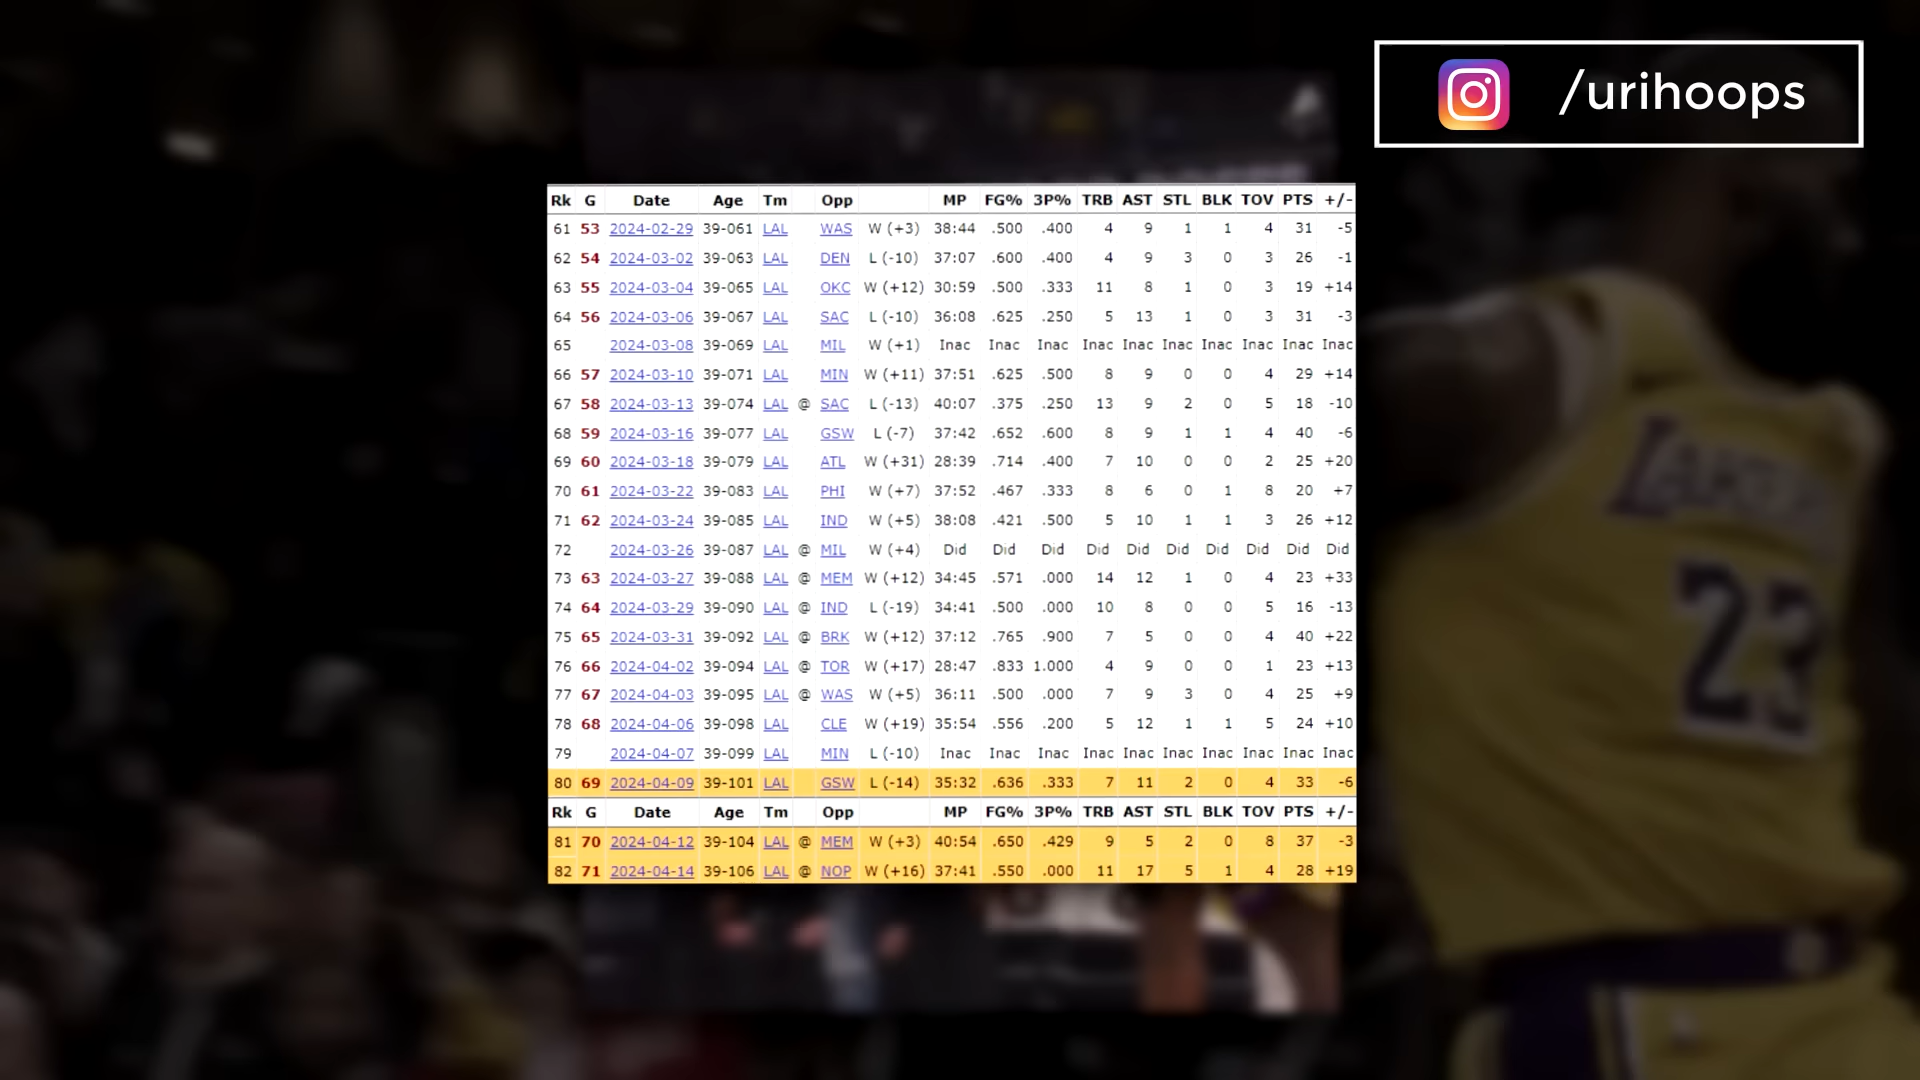 /urihoops
Rk G Date Age Tm Opp MP FG% 3P% TRB AST STL BLK TOV PTS +/-
61 53 2024-02-29 39-061 LAL WAS W (+3) 38:44 .500 .400 4 9 1 1 4 31 -5
62 54 2024-03-02 39-063 LAL DEN L (-10) 37:07 .600 .400 4 9 3 0 3 26 -1
63 55 2024-03-04 39-065 LAL OKC W (+12) 30:59 .500 .333 11 8 1 0 3 19 +14
64 56 2024-03-06 39-067 LAL SAC L (-10) 36:08 .625 .250 5 13 1 0 3 31 -3
65 2024-03-08 39-069 LAL MIL W (+1) Inac Inac Inac Inac Inac Inac Inac Inac Inac Inac
66 57 2024-03-10 39-071 LAL MIN W (+11) 37:51 .625 .500 8 9 0 0 4 29 +14
67 58 2024-03-13 39-074 LAL @ SAC L (-13) 40:07 .375 .250 13 9 2 0 5 18 -10
68 59 2024-03-16 39-077 LAL GSW L (-7) 37:42 .652 .600 8 9 1 1 4 40 -6
69 60 2024-03-18 39-079 LAL ATL W (+31) 28:39 .714 .400 7 10 0 0 2 25 +20
70 61 2024-03-22 39-083 LAL PHI W (+7) 37:52 .467 .333 8 6 0 1 8 20 +7
71 62 2024-03-24 39-085 LAL IND W (+5) 38:08 .421 .500 5 10 1 1 3 26 +12
72 2024-03-26 39-087 LAL @ MIL W (+4) Did Did Did Did Did Did Did Did Did Did
73 63 2024-03-27 39-088 LAL @ MEM W (+12) 34:45 .571 .000 14 12 1 0 4 23 +33
74 64 2024-03-29 39-090 LAL @ IND L (-19) 34:41 .500 .000 10 8 0 0 5 16 -13
75 65 2024-03-31 39-092 LAL @ BRK W (+12) 37:12 .765 .900 7 5 0 0 4 40 +22
76 66 2024-04-02 39-094 LAL @ TOR W (+17) 28:47 .833 1.000 4 9 0 0 1 23 +13
77 67 2024-04-03 39-095 LAL @ WAS W (+5) 36:11 .500 .000 7 9 3 0 4 25 +9
78 68 2024-04-06 39-098 LAL CLE W (+19) 35:54 .556 .200 5 12 1 1 5 24 +10
79 2024-04-07 39-099 LAL MIN L (-10) Inac Inac Inac Inac Inac Inac Inac Inac Inac Inac
80 69 2024-04-09 39-101 LAL GSW L (-14) 35:32 .636 .333 7 11 2 0 4 33 -6
Rk G Date Age Tm Opp MP FG% 3P% TRB AST STL BLK TOV PTS +/-
81 70 2024-04-12 39-104 LAL @ MEM W (+3) 40:54 .650 .429 9 5 2 0 8 37 -3
82 71 2024-04-14 39-106 LAL @ NOP W (+16) 37:41 .550 .000 11 17 5 1 4 28 +19
LAKERS
23